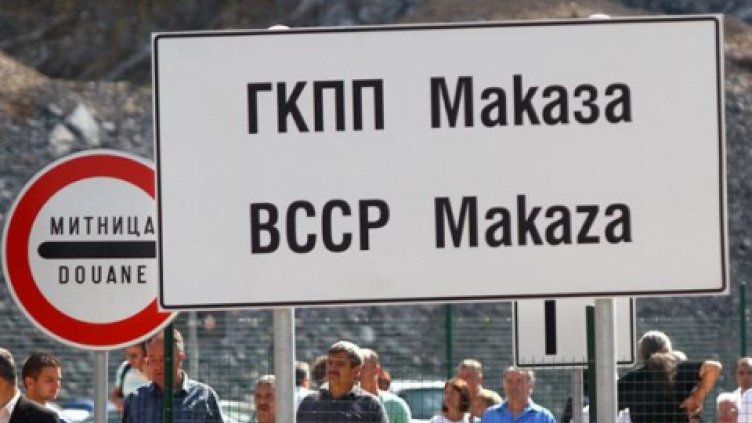 ГКПП Маказа
BCCP Makaza
МИТНИЦА
DOUANE